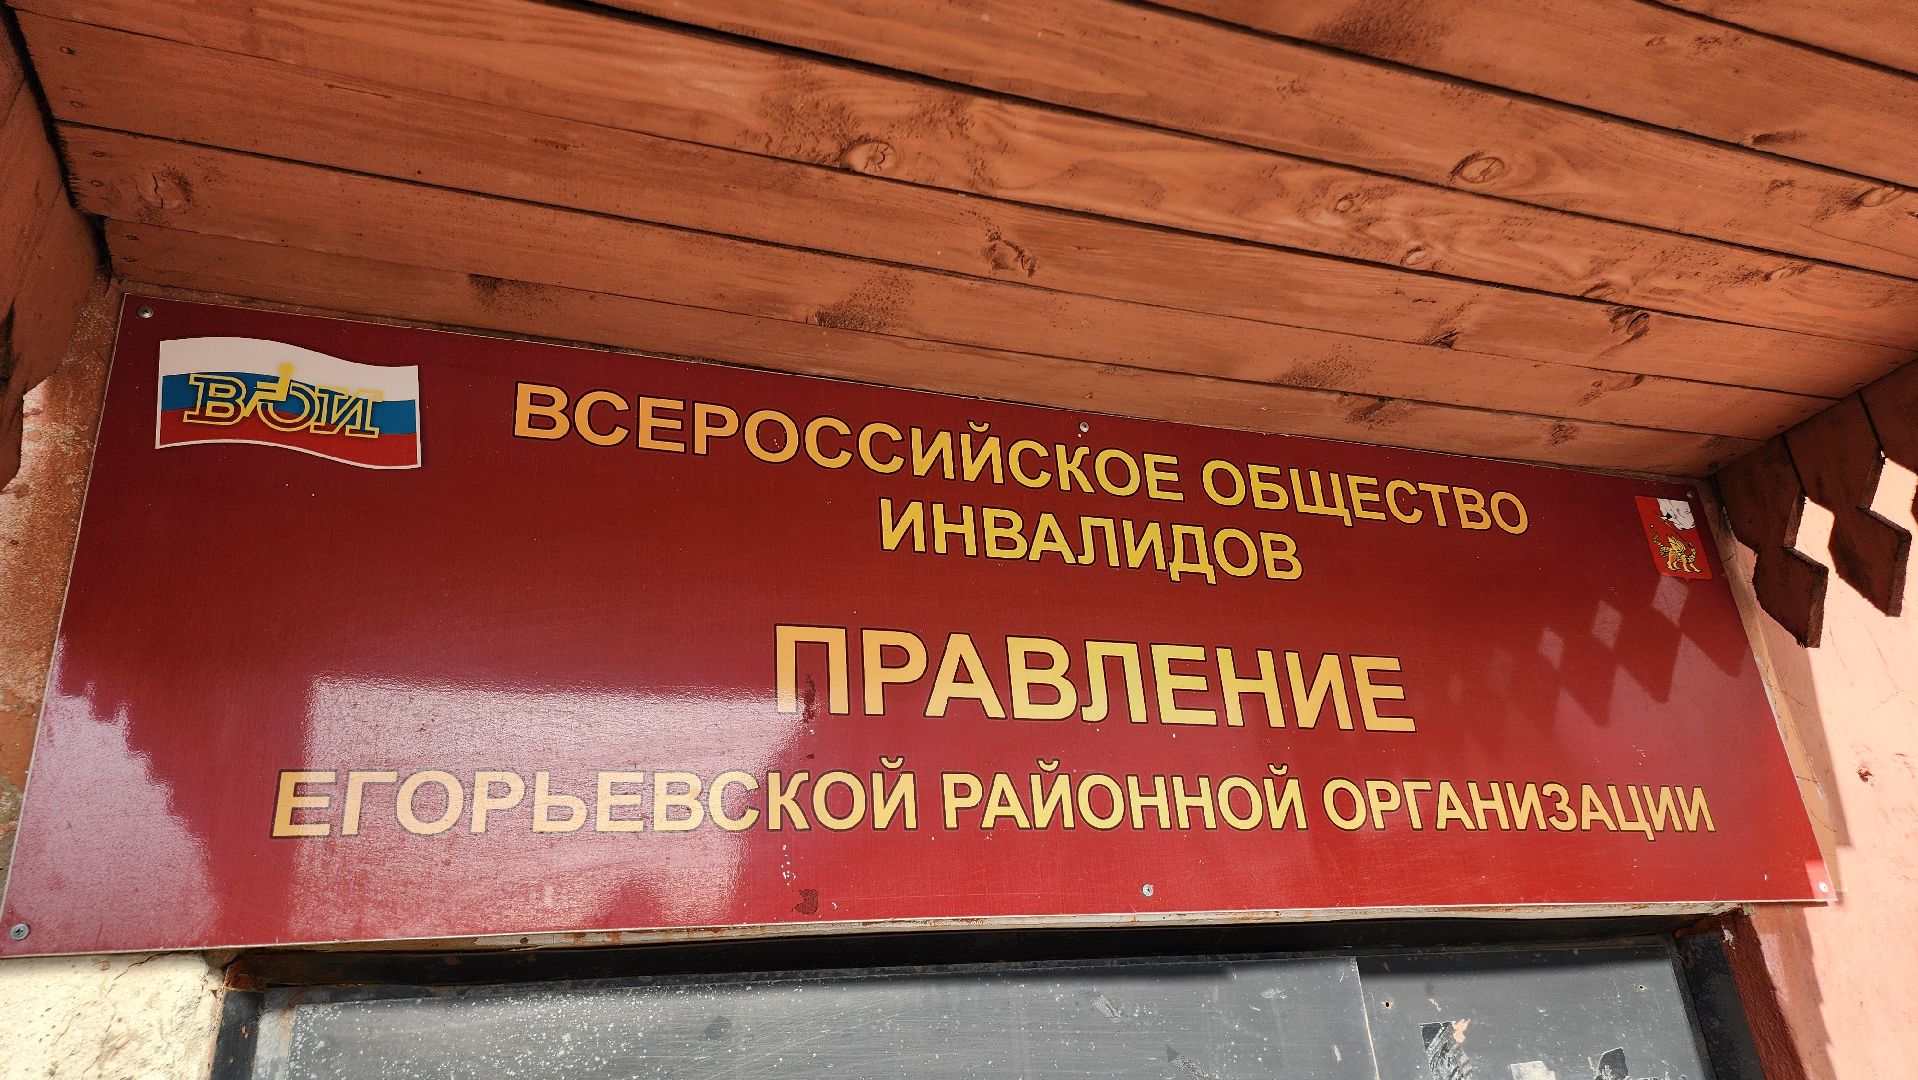 ВОИ
ВСЕРОССИЙСКОЕ ОБЩЕСТВО
ИНВАЛИДОВ
ПРАВЛЕНИЕ
ЕГОРЬЕВСКОЙ РАЙОННОЙ ОРГАНИЗАЦИИ